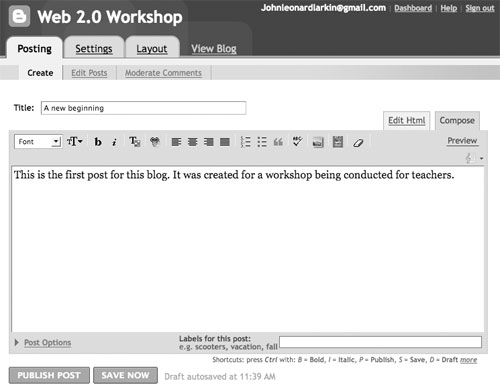 Web 2.0 Workshop
Johnleonardlarkin@gmail.com | Dashboard | Help | Sign out
Posting Settings Layout View Blog
Create | Edit Posts | Moderate Comments
Title: A new beginning
Edit Html Compose
Font b i ABC Preview
This is the first post for this blog. It was created for a workshop being conducted for teachers.
Post Options
Labels for this post:
e.g. scooters, vacation, fall
Shortcuts: press Ctrl with: B = Bold, I = Italic, P = Publish, S = Save, D = Draft more
PUBLISH POST SAVE NOW Draft autosaved at 11:39 AM